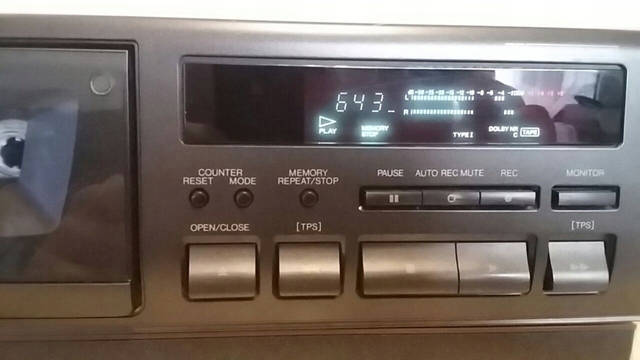 643
L
R
PLAY
MEMORY
STOP
TYPE I
DOLBY NR
C
TAPE
COUNTER
RESET MODE
MEMORY
REPEAT/STOP
PAUSE AUTO REC MUTE REC
MONITOR
OPEN/CLOSE
[TPS]
[TPS]